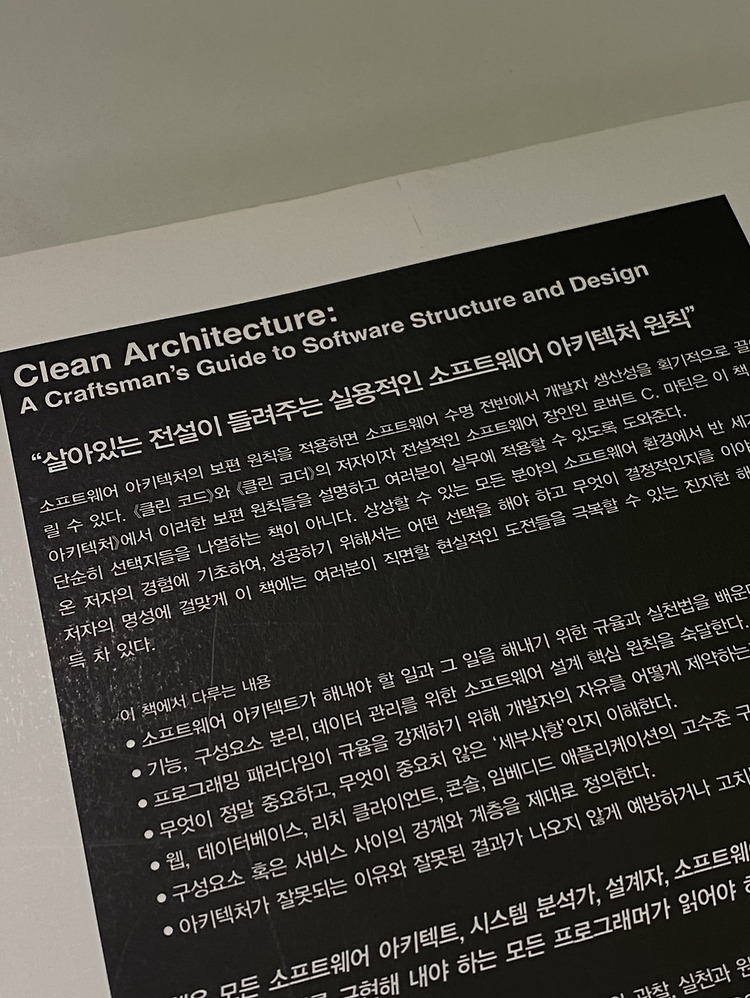 Clean Architecture:
A Craftsman's Guide to Software Structure and Design
“살아있는 전설이 들려주는 실용적인 소프트웨어 아키텍처 원칙”
소프트웨어 아키텍처의 보편 원칙을 적용하면 소프트웨어 수명 전반에서 개발자 생산성을 획기적으로
릴 수 있다. 《클린 코드》와 《클린 코더》의 저자이자 전설적인 소프트웨어 장인인 로버트 C. 마틴은 이 책
아키텍처》에서 이러한 보편 원칙들을 설명하고 여러분이 실무에 적용할 수 있도록 도와준다.
단순히 선택지들을 나열하는 책이 아니다. 상상할 수 있는 모든 분야의 소프트웨어 환경에서 반
온 저자의 경험에 기초하여, 성공하기 위해서는 어떤 선택을 해야 하고 무엇이 결정적인지를
저자의 명성에 걸맞게 이 책에는 여러분이 직면할 현실적인 도전들을 극복할 수 있는 진지한
득 차 있다.
이 책에서 다루는 내용
• 소프트웨어 아키텍트가 해내야 할 일과 그 일을 해내기 위한 규율과 실천법을
• 기능, 구성요소 분리, 데이터 관리를 위한 소프트웨어 설계 핵심 원칙을 숙달한다.
• 프로그래밍 패러다임이 규율을 강제하기 위해 개발자의 자유를 어떻게 제약하는
• 무엇이 정말 중요하고, 무엇이 중요치 않은 ‘세부사항’인지 이해한다.
• 웹, 데이터베이스, 리치 클라이언트, 콘솔, 임베디드 애플리케이션의 고수준
• 구성요소 혹은 서비스 사이의 경계와 계층을 제대로 정의한다.
• 아키텍처가 잘못되는 이유와 잘못된 결과가 나오지 않게 예방하거나
모든 소프트웨어 아키텍트, 시스템 분석가, 설계자,
구현해 내야 하는 모든 프로그래머가 읽어야
관찰, 실천과